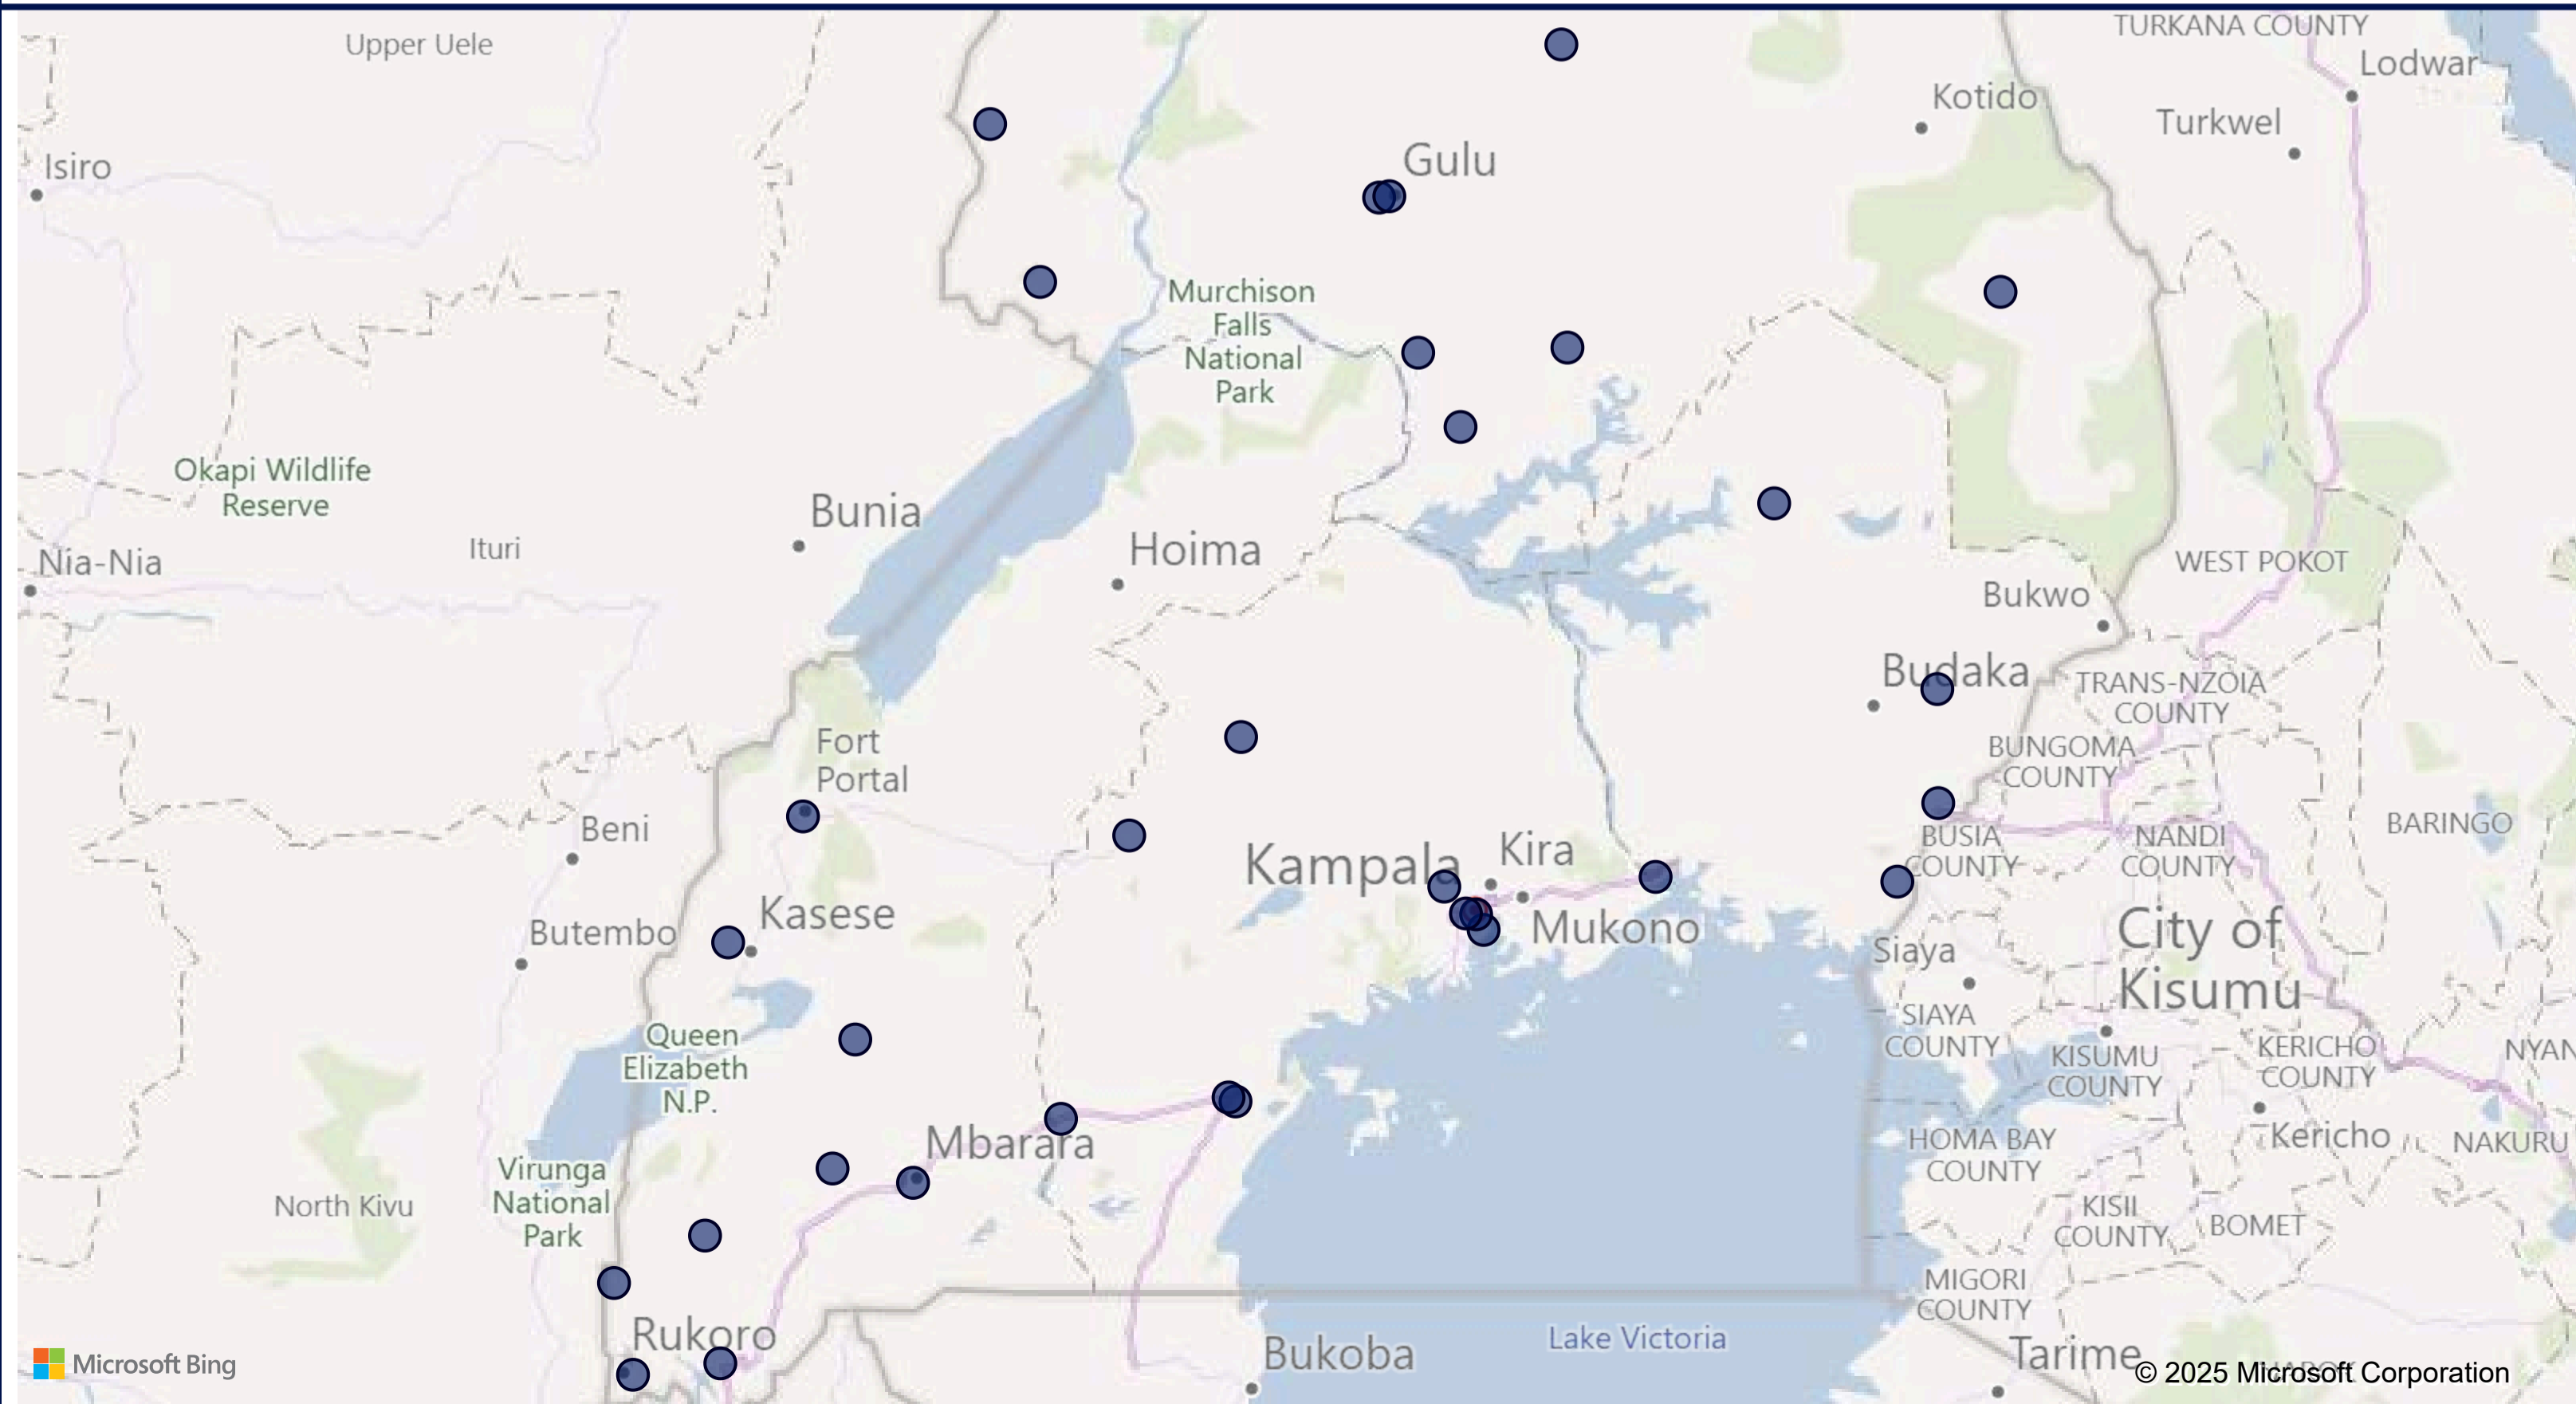 Upper Uele
TURKANA COUNTY
Lodwar
Kotido
Turkwel
Isiro
Gulu
Murchison
Falls
National
Park
Okapi Wildlife
Reserve
Bunia
Ituri
Hoima
Nia-Nia
WEST POKOT
Bukwo
Budaka
TRANS-NZOIA
COUNTY
Fort
Portal
BUNGOMA
COUNTY
Beni
Kampala
Kira
BUSIA
COUNTY
NANDI
COUNTY
BARINGO
Kasese
Butembo
Mukono
Siaya
City of
Kisumu
Queen
Elizabeth
N.P.
SIAYA
COUNTY
KISUMU
COUNTY
KERICHO
COUNTY
NYAN
Mbarara
HOMA BAY
COUNTY
Kericho
NAKURU
Virunga
National
Park
North Kivu
KISII
COUNTY
BOMET
MIGORI
COUNTY
Rukoro
Bukoba
Lake Victoria
Tarime
Microsoft Bing
© 2025 Microsoft Corporation